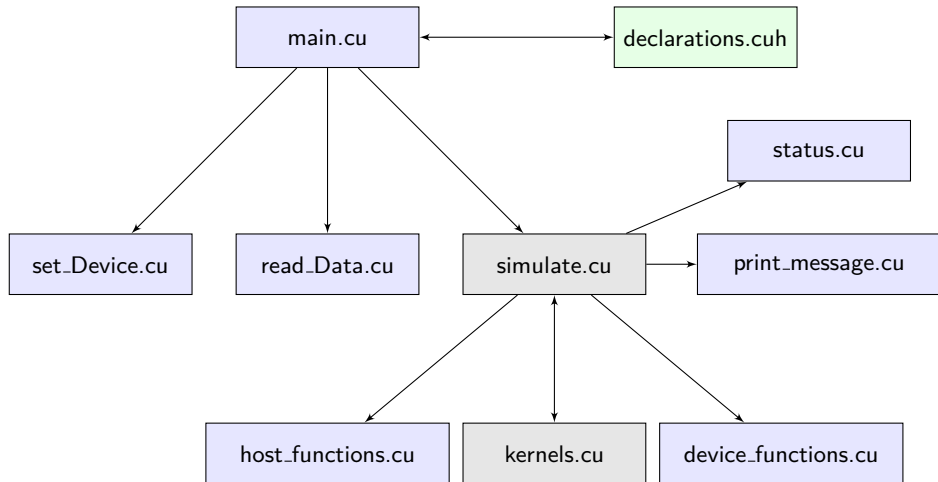 main.cu
declarations.cuh
status.cu
set_Device.cu
read_Data.cu
simulate.cu
print_message.cu
host_functions.cu
kernels.cu
device_functions.cu